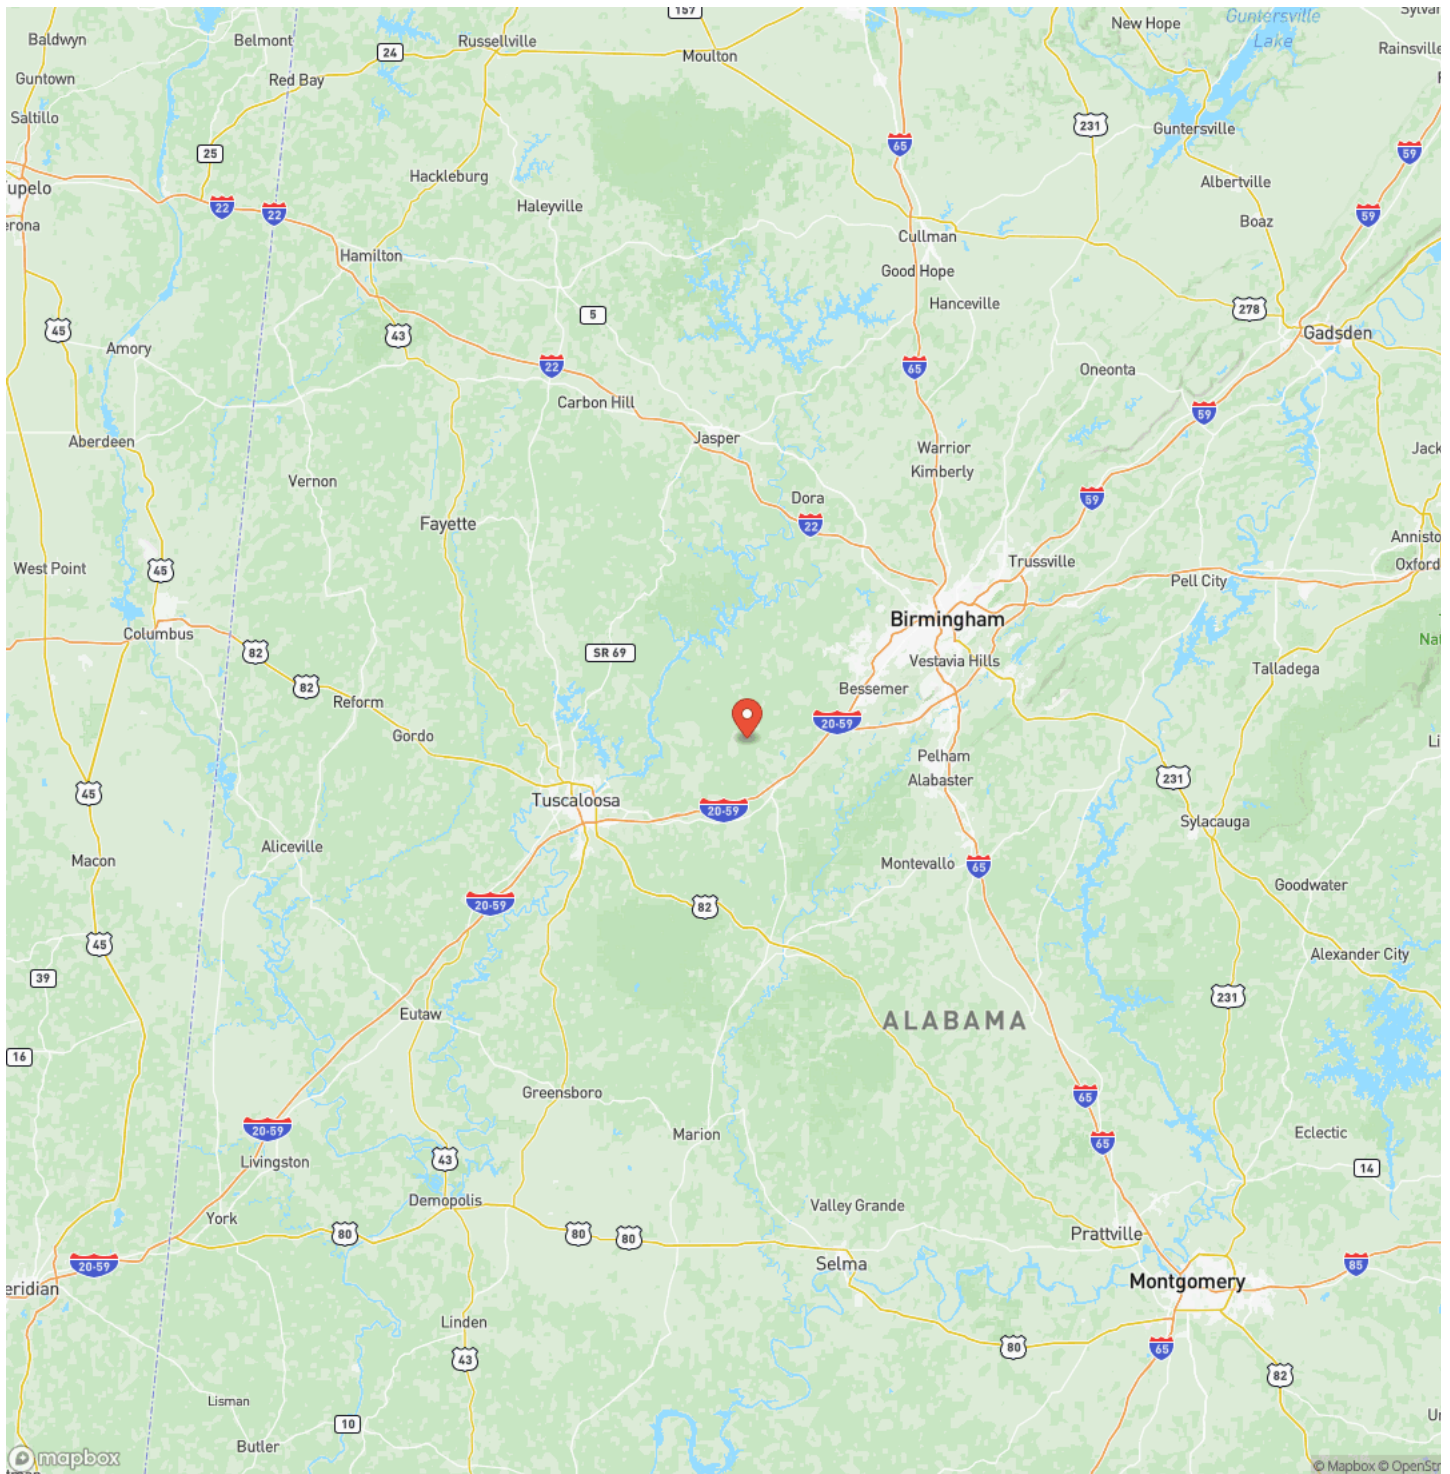 157
New Hope
Guntersville
Lake
Baldwyn
Belmont
Russellville
24
Moulton
Rainsville
Guntown
Red Bay
Saltillo
65
231
Guntersville
25
59
Hackleburg
Albertville
upelo
22
22
Haleyville
59
erona
Boaz
Cullman
Hamilton
Good Hope
Hanceville
278
5
45
43
Gadsden
Amory
22
65
Oneonta
Carbon Hill
59
Aberdeen
Jasper
Warrior
Jack
Kimberly
Vernon
Dora
59
Fayette
22
Annisto
Trussville
Oxford
West Point
45
Pell City
Birmingham
Columbus
Nat
82
SR 69
Vestavia Hills
Talladega
82
Bessemer
Reform
20-59
Gordo
Li
Pelham
231
Alabaster
45
Tuscaloosa
20-59
Sylacauga
Aliceville
Macon
Montevallo
65
Goodwater
20-59
82
45
Alexander City
39
231
Eutaw
ALABAMA
16
Greensboro
65
20-59
Marion
Eclectic
65
Livingston
43
14
Demopolis
Valley Grande
York
80
80
80
Prattville
20-59
Selma
85
eridian
Montgomery
Linden
80
65
43
82
Lisman
10
Butler
mapbox
© Mapbox © OpenStr